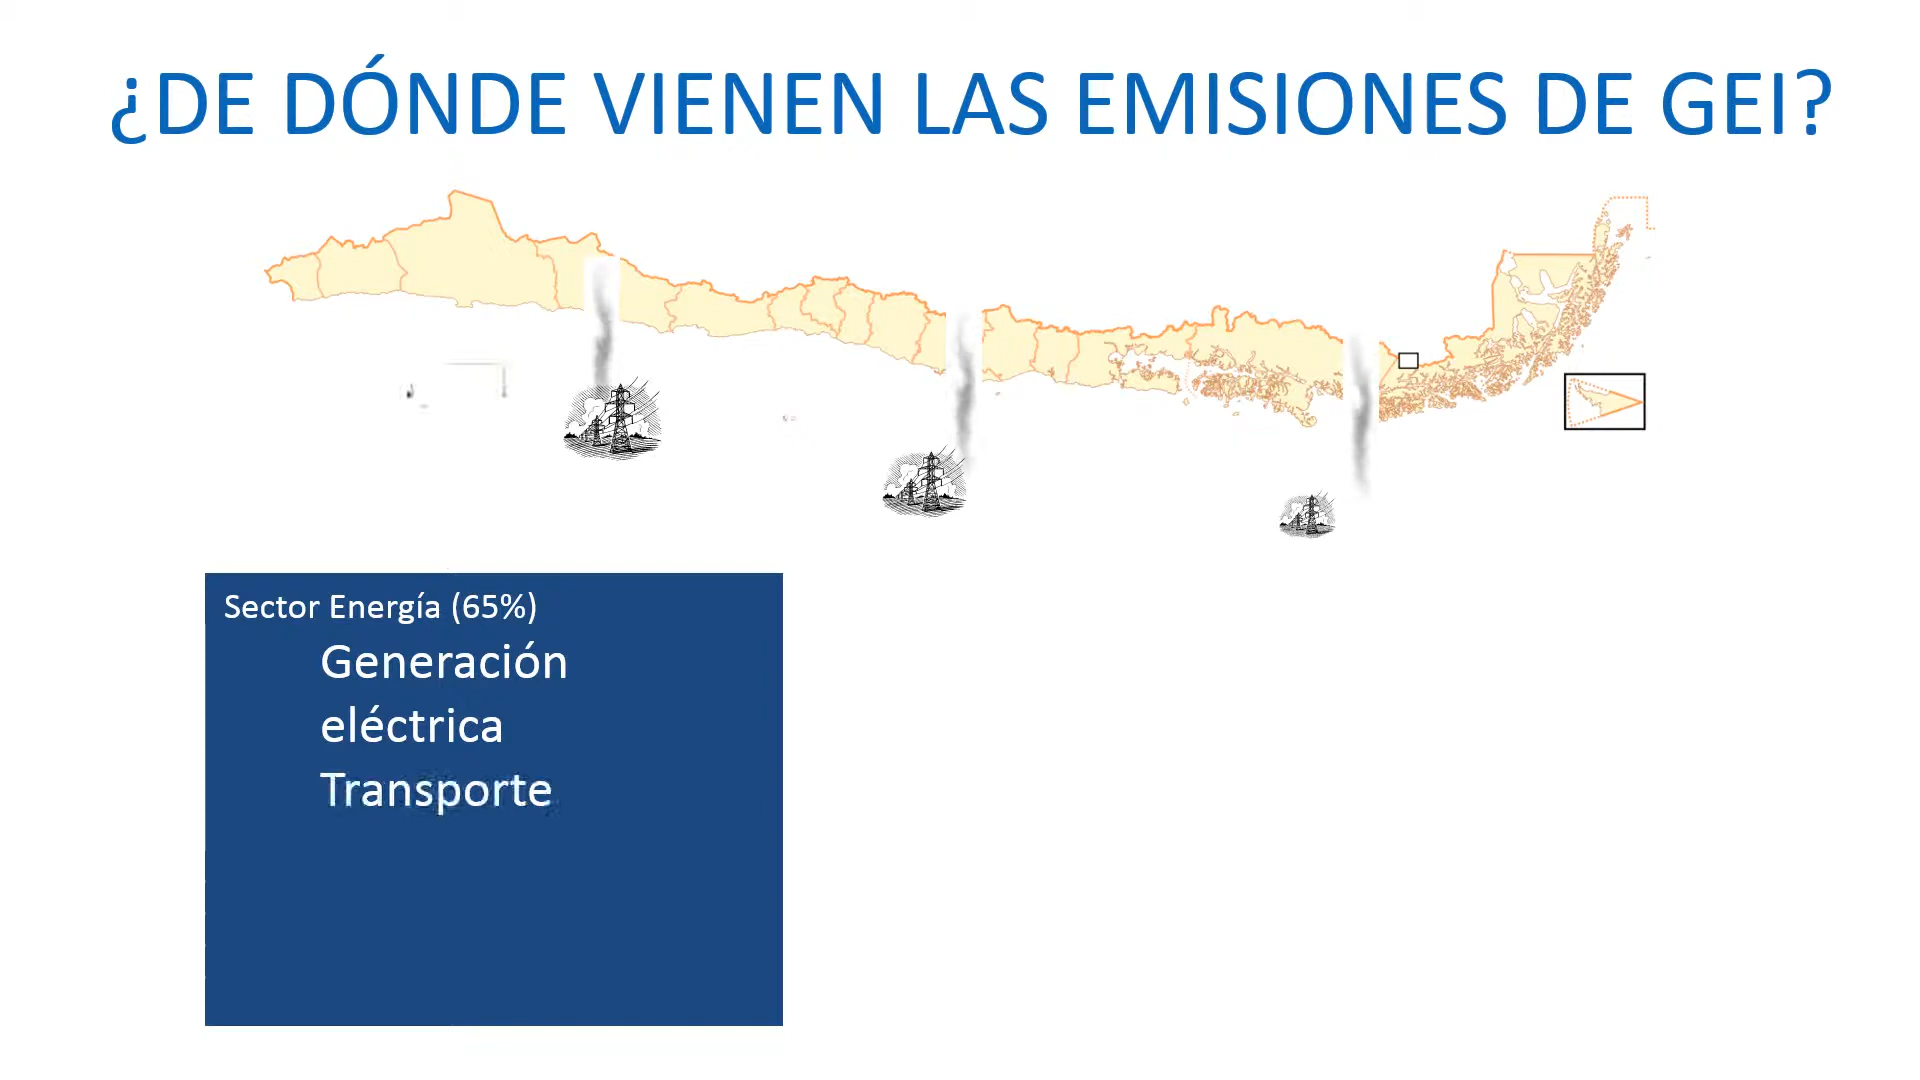 ¿DE DÓNDE VIENEN LAS EMISIONES DE GEI?
Sector Energía (65%)
Generación
eléctrica
Transporte